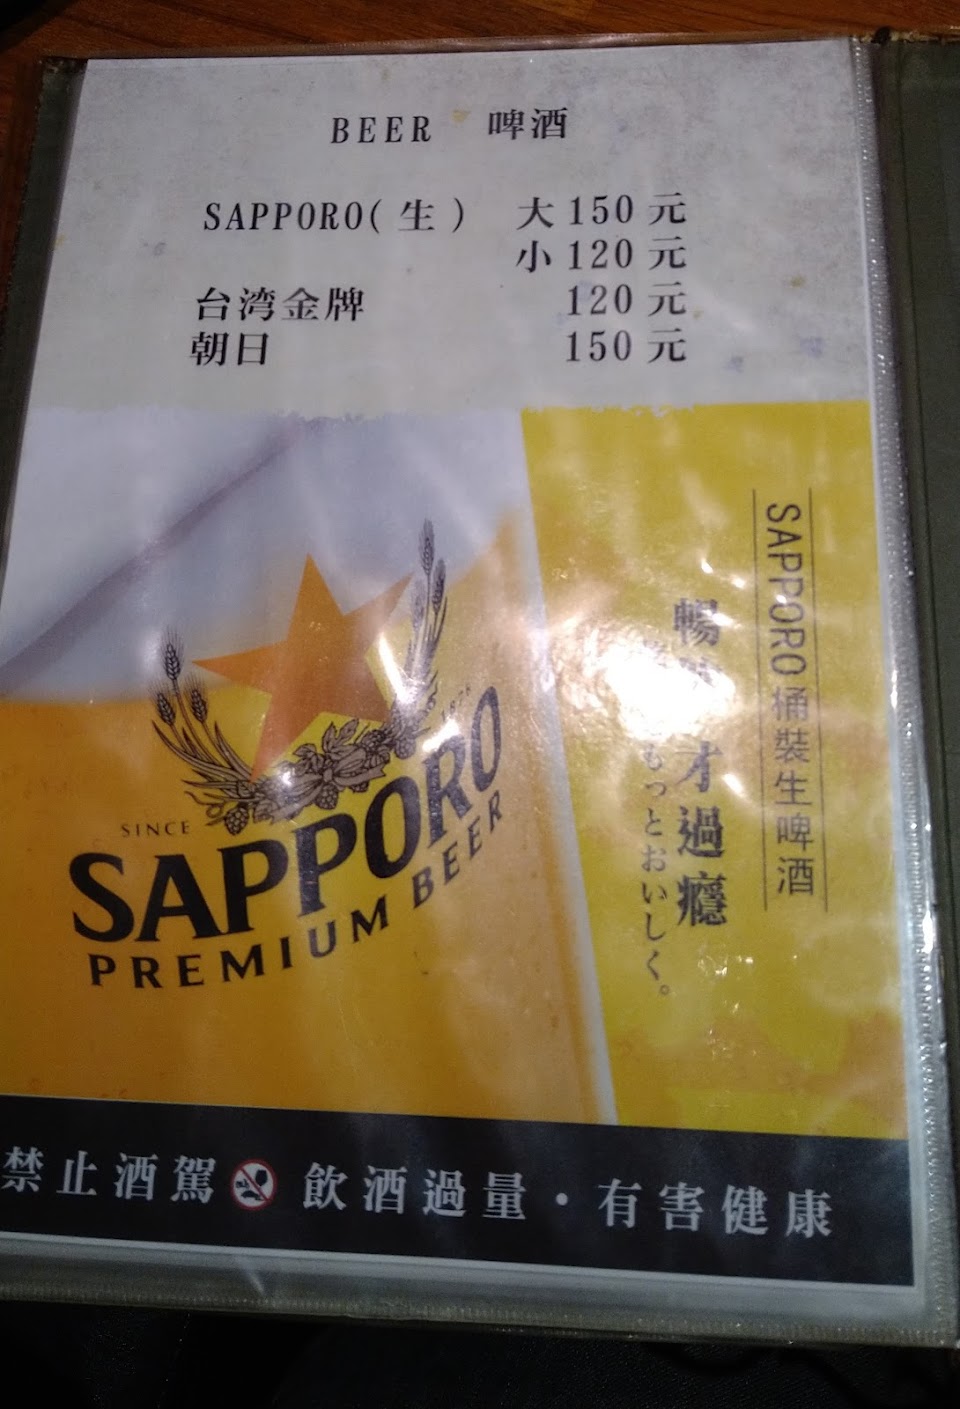 BEER 啤酒
SAPPORO(生) 大 150 元
小 120 元
台湾金牌 120 元
朝日 150 元
SAPPORO桶裝生啤酒
暢 才過癮
もっとおいしく。
SINCE 1876
SAPPORO
PREMIUM BEER
禁止酒駕 飲酒過量・有害健康